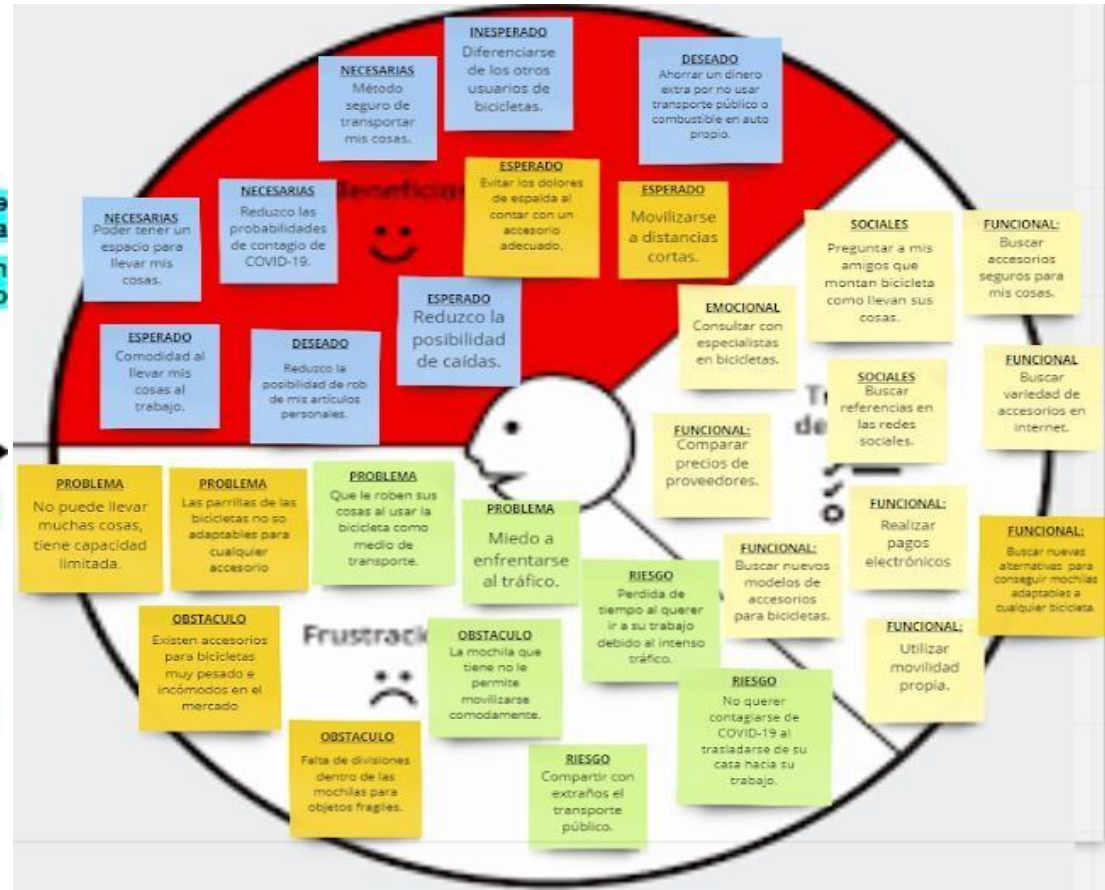 INESPERADO
Diferenciarse
de los otros
usuarios de
bicicletas.
NECESARIAS
Método
seguro de
transportar
mis cosas.
DESEADO
Ahorrar un dinero
extra por no usar
transporte público o
combustible en auto
propio.
Beneficios
NECESARIAS
Poder tener un
espacio para
llevar mis
cosas.
NECESARIAS
Reduzco las
probabilidades
de contagio de
COVID-19.
ESPERADO
Evitar los dolores
de espalda al
contar con un
accesorio
adecuado.
ESPERADO
Movilizarse
a distancias
cortas.
ESPERADO
Comodidad al
llevar mis
cosas al
trabajo.
DESEADO
Reduzco la
posibilidad de rob
de mis artículos
personales.
ESPERADO
Reduzco la
posibilidad
de caídas.
EMOCIONAL
Consultar con
especialistas
en bicicletas.
SOCIALES
Preguntar a mis
amigos que
montan bicicleta
como llevan sus
cosas.
FUNCIONAL:
Buscar
accesorios
seguros para
mis cosas.
FUNCIONAL:
Comparar
precios de
proveedores.
SOCIALES
Buscar
referencias en
las redes
sociales.
FUNCIONAL
Buscar
variedad de
accesorios en
internet.
FUNCIONAL:
Buscar nuevos
modelos de
accesorios
para bicicletas.
FUNCIONAL:
Realizar
pagos
electrónicos
FUNCIONAL:
Buscar nuevas
alternativas para
conseguir mochilas
adaptables a
cualquier bicicleta.
FUNCIONAL:
Utilizar
movilidad
propia.
PROBLEMA
No puede llevar
muchas cosas,
tiene capacidad
limitada.
PROBLEMA
Las parrillas de las
bicicletas no so
adaptables para
cualquier
accesorio
PROBLEMA
Que le roben sus
cosas al usar la
bicicleta como
medio de
transporte.
PROBLEMA
Miedo a
enfrentarse
al tráfico.
RIESGO
Perdida de
tiempo al querer
ir a su trabajo
debido al intenso
tráfico.
OBSTACULO
Existen accesorios
para bicicletas
muy pesado e
incómodos en el
mercado
Frustraci
OBSTACULO
La mochila que
tiene no le
permite
movilizarse
comodamente.
RIESGO
No querer
contagiarse de
COVID-19 al
trasladarse de su
casa hacia su
trabajo.
OBSTACULO
Falta de divisiones
dentro de las
mochilas para
objetos fragiles.
RIESGO
Compartir con
extraños el
transporte
público.